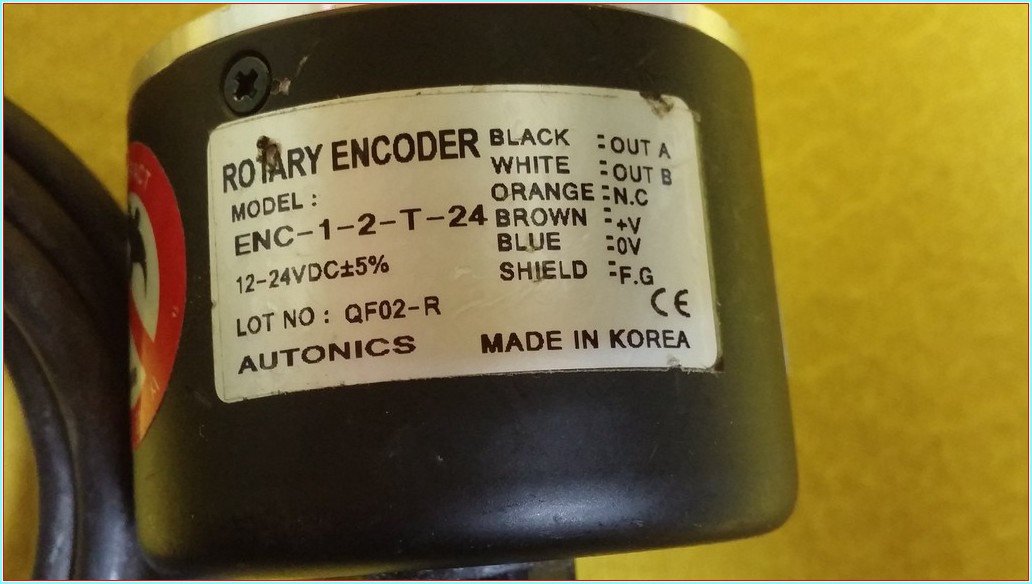 ROTARY ENCODER
MODEL :
ENC-1-2-T-24
12-24VDC±5%
LOT NO : QF02-R
AUTONICS
BLACK : OUT A
WHITE : OUT B
ORANGE : N.C
BROWN : +V
BLUE : 0V
SHIELD : F.G
CE
MADE IN KOREA